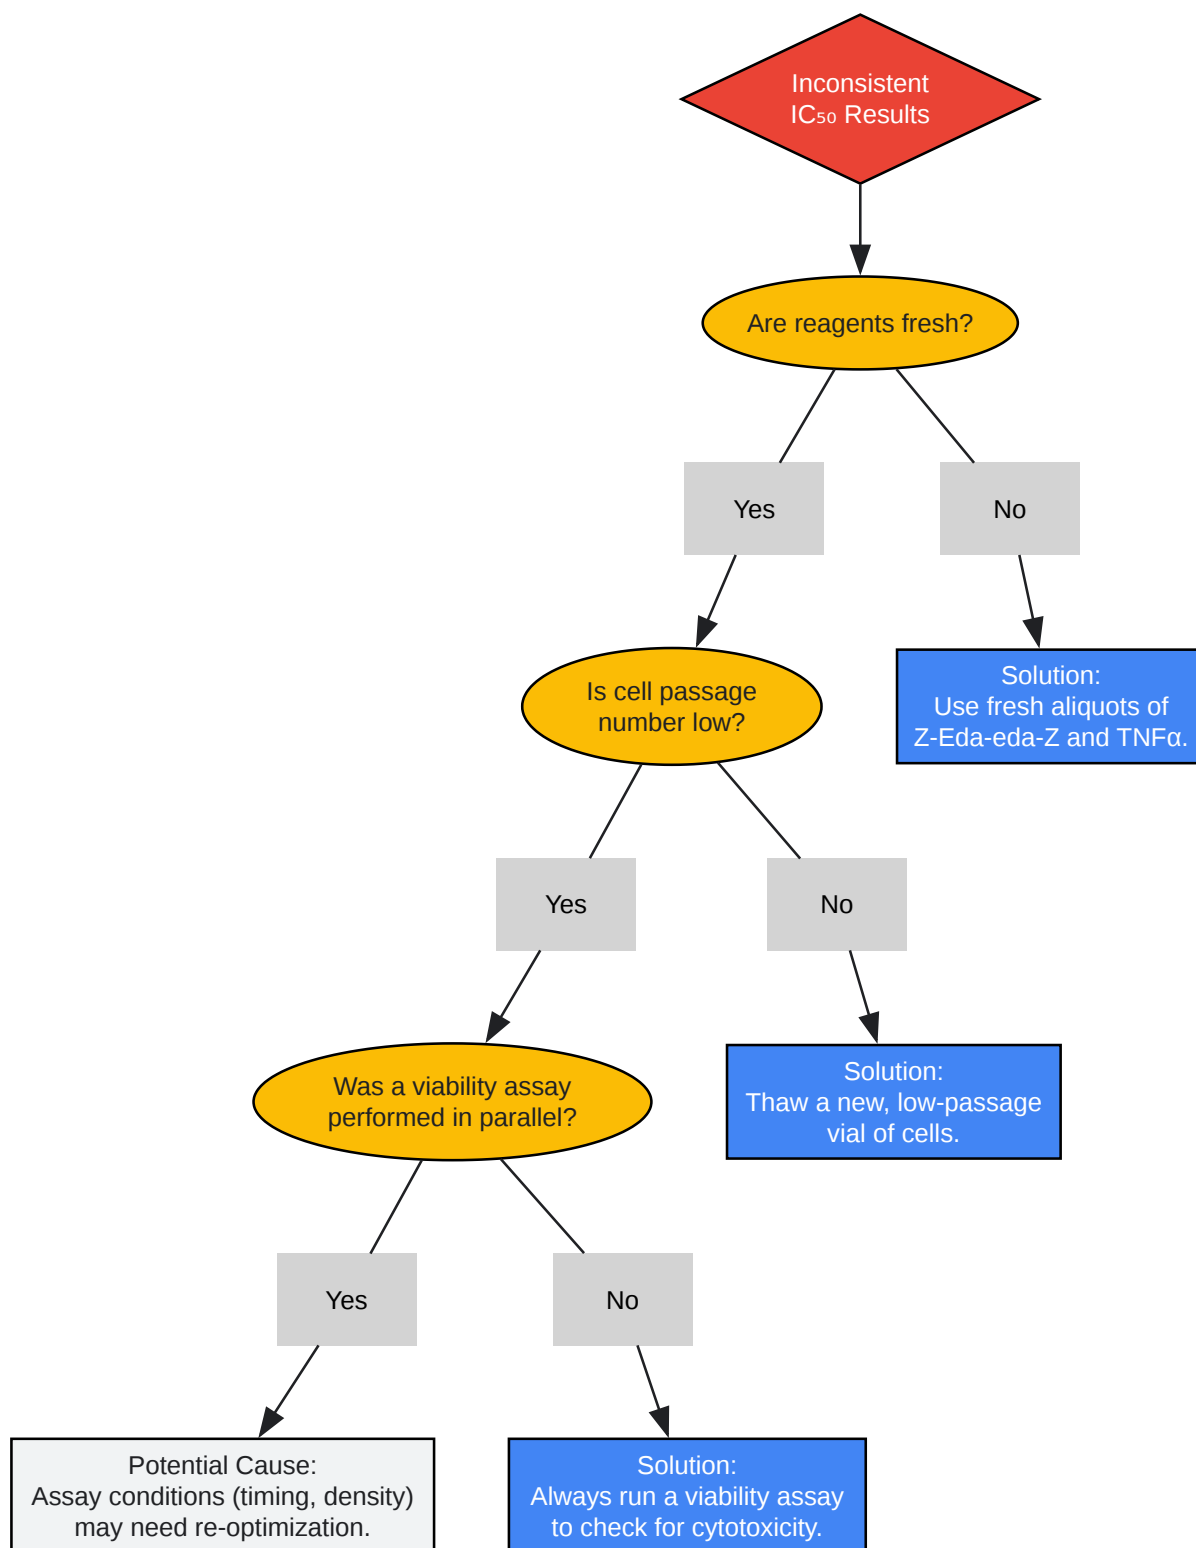 Inconsistent
IC₅₀ Results
Are reagents fresh?
Yes
No
Is cell passage
number low?
Solution:
Use fresh aliquots of
Z-Eda-eda-Z and TNFα.
Yes
No
Was a viability assay
performed in parallel?
Solution:
Thaw a new, low-passage
vial of cells.
Yes
No
Potential Cause:
Assay conditions (timing, density)
may need re-optimization.
Solution:
Always run a viability assay
to check for cytotoxicity.